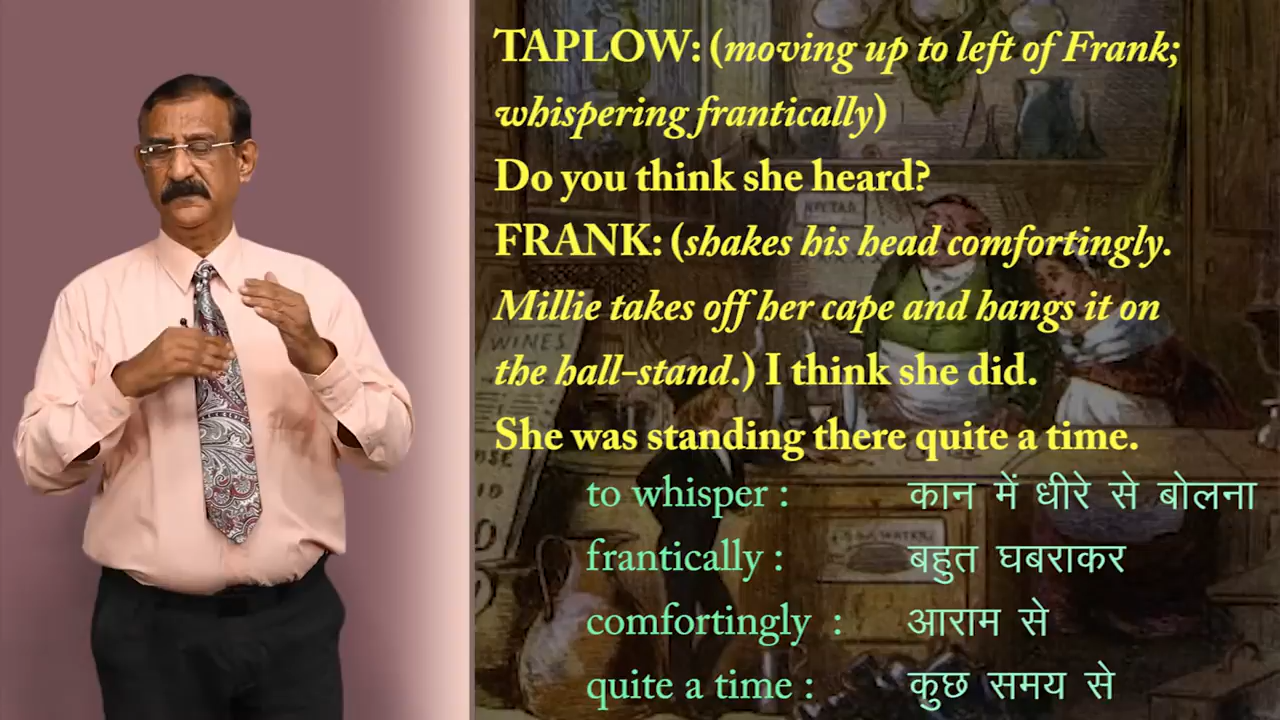 TAPLOW: (moving up to left of Frank;
whispering frantically)
Do you think she heard?
FRANK: (shakes his head comfortingly.
Millie takes off her cape and hangs it on
the hall-stand.) I think she did.
She was standing there quite a time.
to whisper : कान में धीरे से बोलना
frantically : बहुत घबराकर
comfortingly : आराम से
quite a time : कुछ समय से
NECTAR
WINES